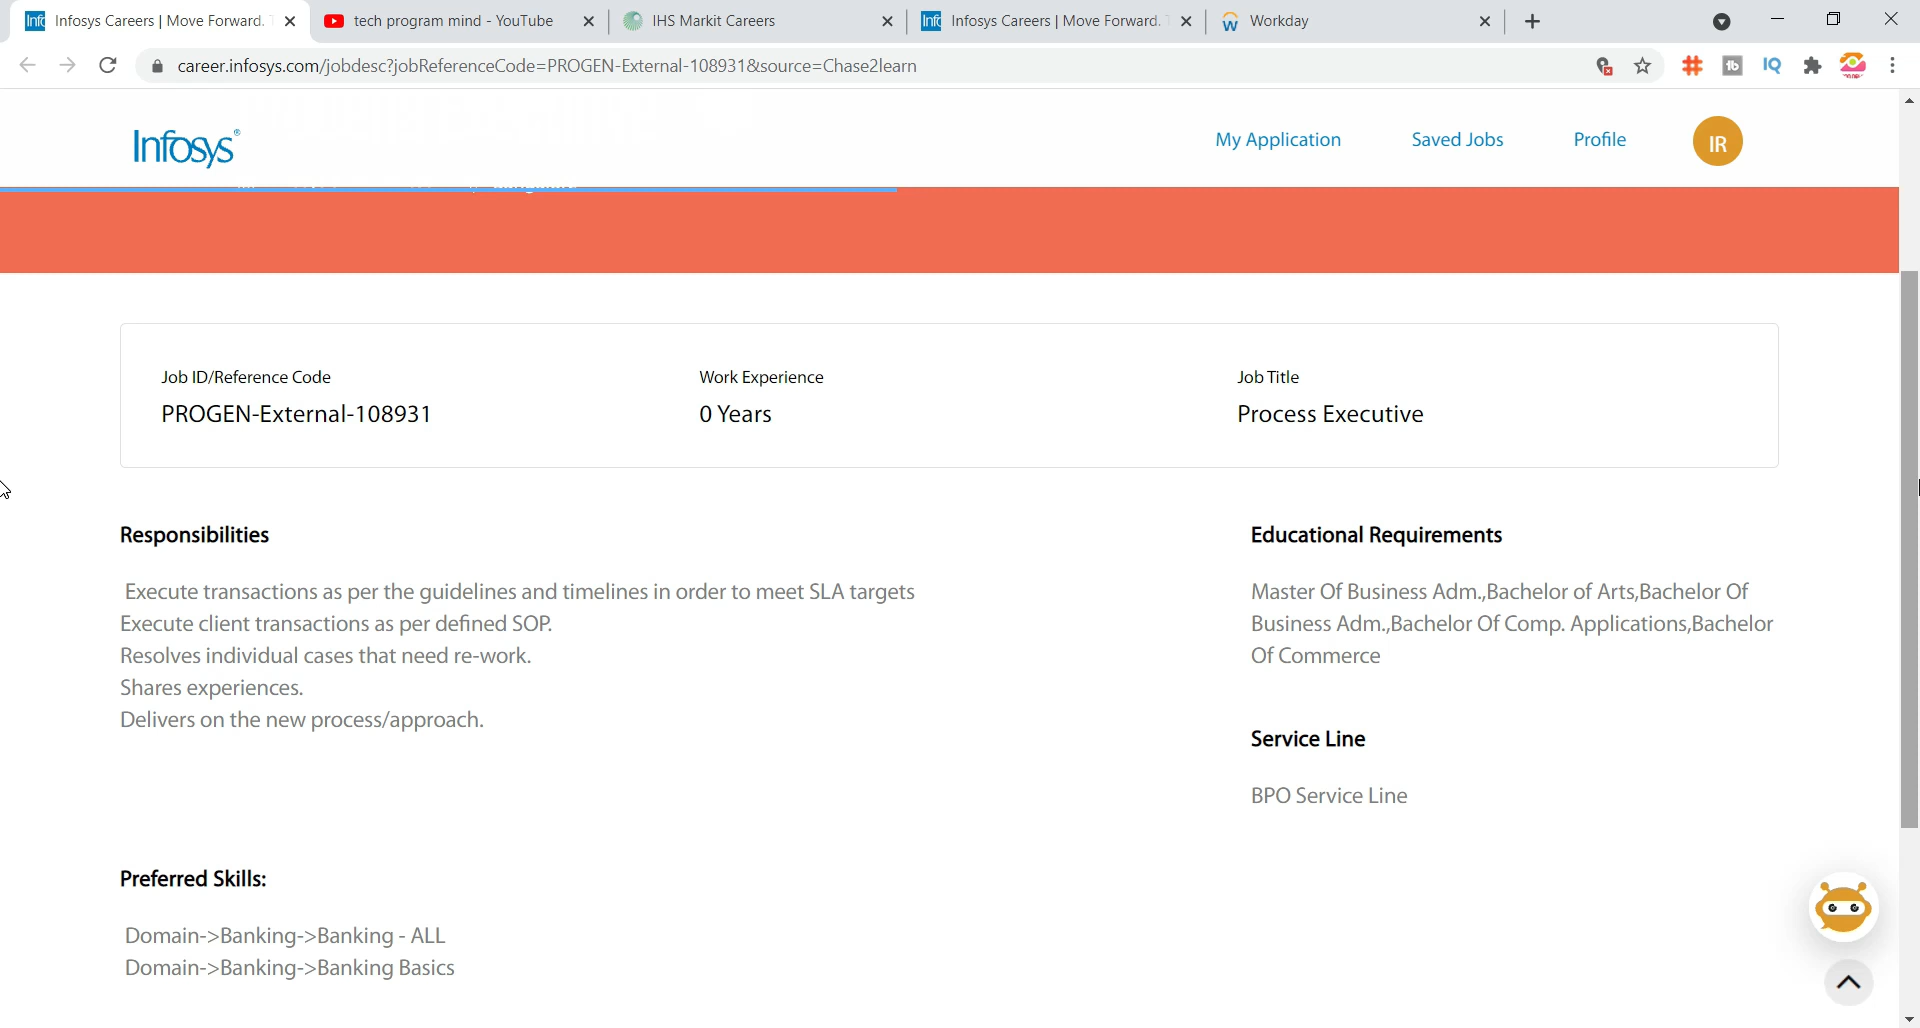 Infosys Careers | Move Forward.
tech program mind - YouTube
IHS Markit Careers
Infosys Careers | Move Forward.
Workday
career.infosys.com/jobdesc?jobReferenceCode=PROGEN-External-108931&source=Chase2learn
Infosys®
My Application
Saved Jobs
Profile
IR
Job ID/Reference Code
Work Experience
Job Title
PROGEN-External-108931
0 Years
Process Executive
Responsibilities
Execute transactions as per the guidelines and timelines in order to meet SLA targets
Execute client transactions as per defined SOP.
Resolves individual cases that need re-work.
Shares experiences.
Delivers on the new process/approach.
Educational Requirements
Master Of Business Adm.,Bachelor of Arts,Bachelor Of
Business Adm.,Bachelor Of Comp. Applications,Bachelor
Of Commerce
Service Line
BPO Service Line
Preferred Skills:
Domain->Banking->Banking - ALL
Domain->Banking->Banking Basics